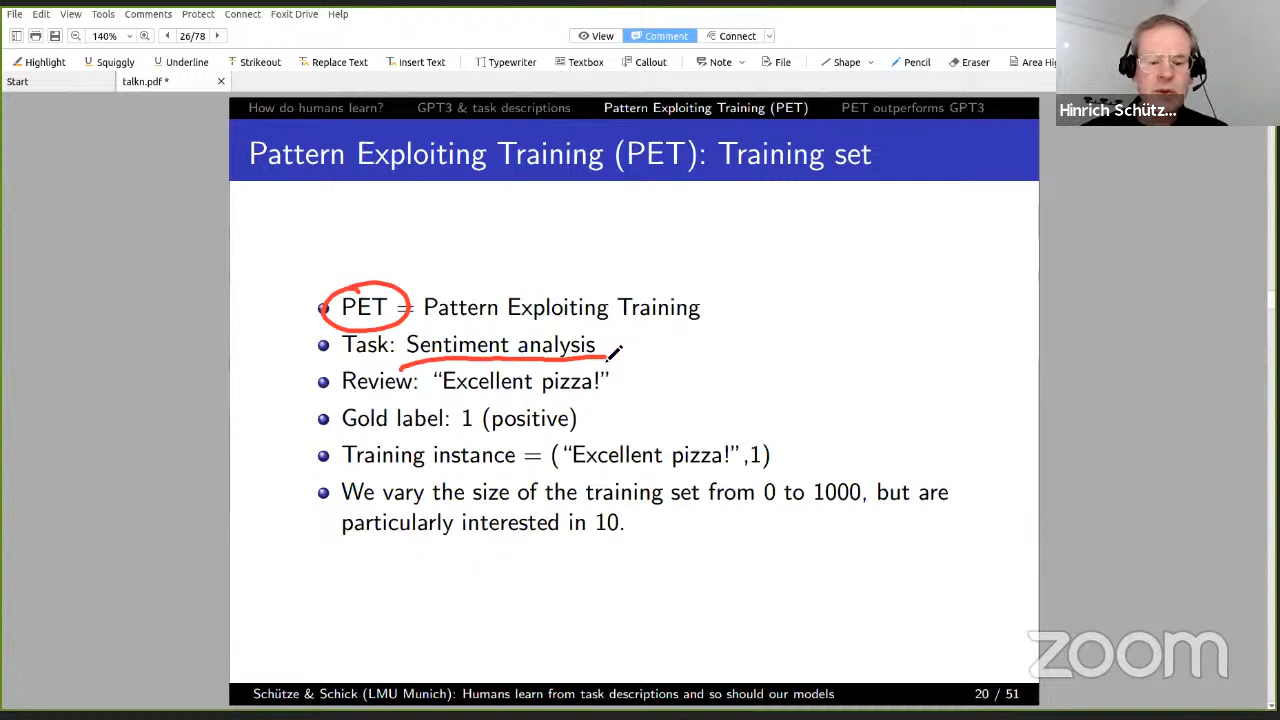 File Edit View Tools Comments Protect Connect Foxit Drive Help
140% 26/78 View Comment Connect
Highlight Squiggly Underline Strikeout Replace Text Insert Text Typewriter Textbox Callout Note File Shape Pencil Eraser Area Hig
Start talkn.pdf *
Hinrich Schütz...
How do humans learn? GPT3 & task descriptions Pattern Exploiting Training (PET) PET outperforms GPT3
Pattern Exploiting Training (PET): Training set
PET = Pattern Exploiting Training
Task: Sentiment analysis
Review: “Excellent pizza!”
Gold label: 1 (positive)
Training instance = (“Excellent pizza!”,1)
We vary the size of the training set from 0 to 1000, but are
particularly interested in 10.
zoom
Schütze & Schick (LMU Munich): Humans learn from task descriptions and so should our models 20 / 51